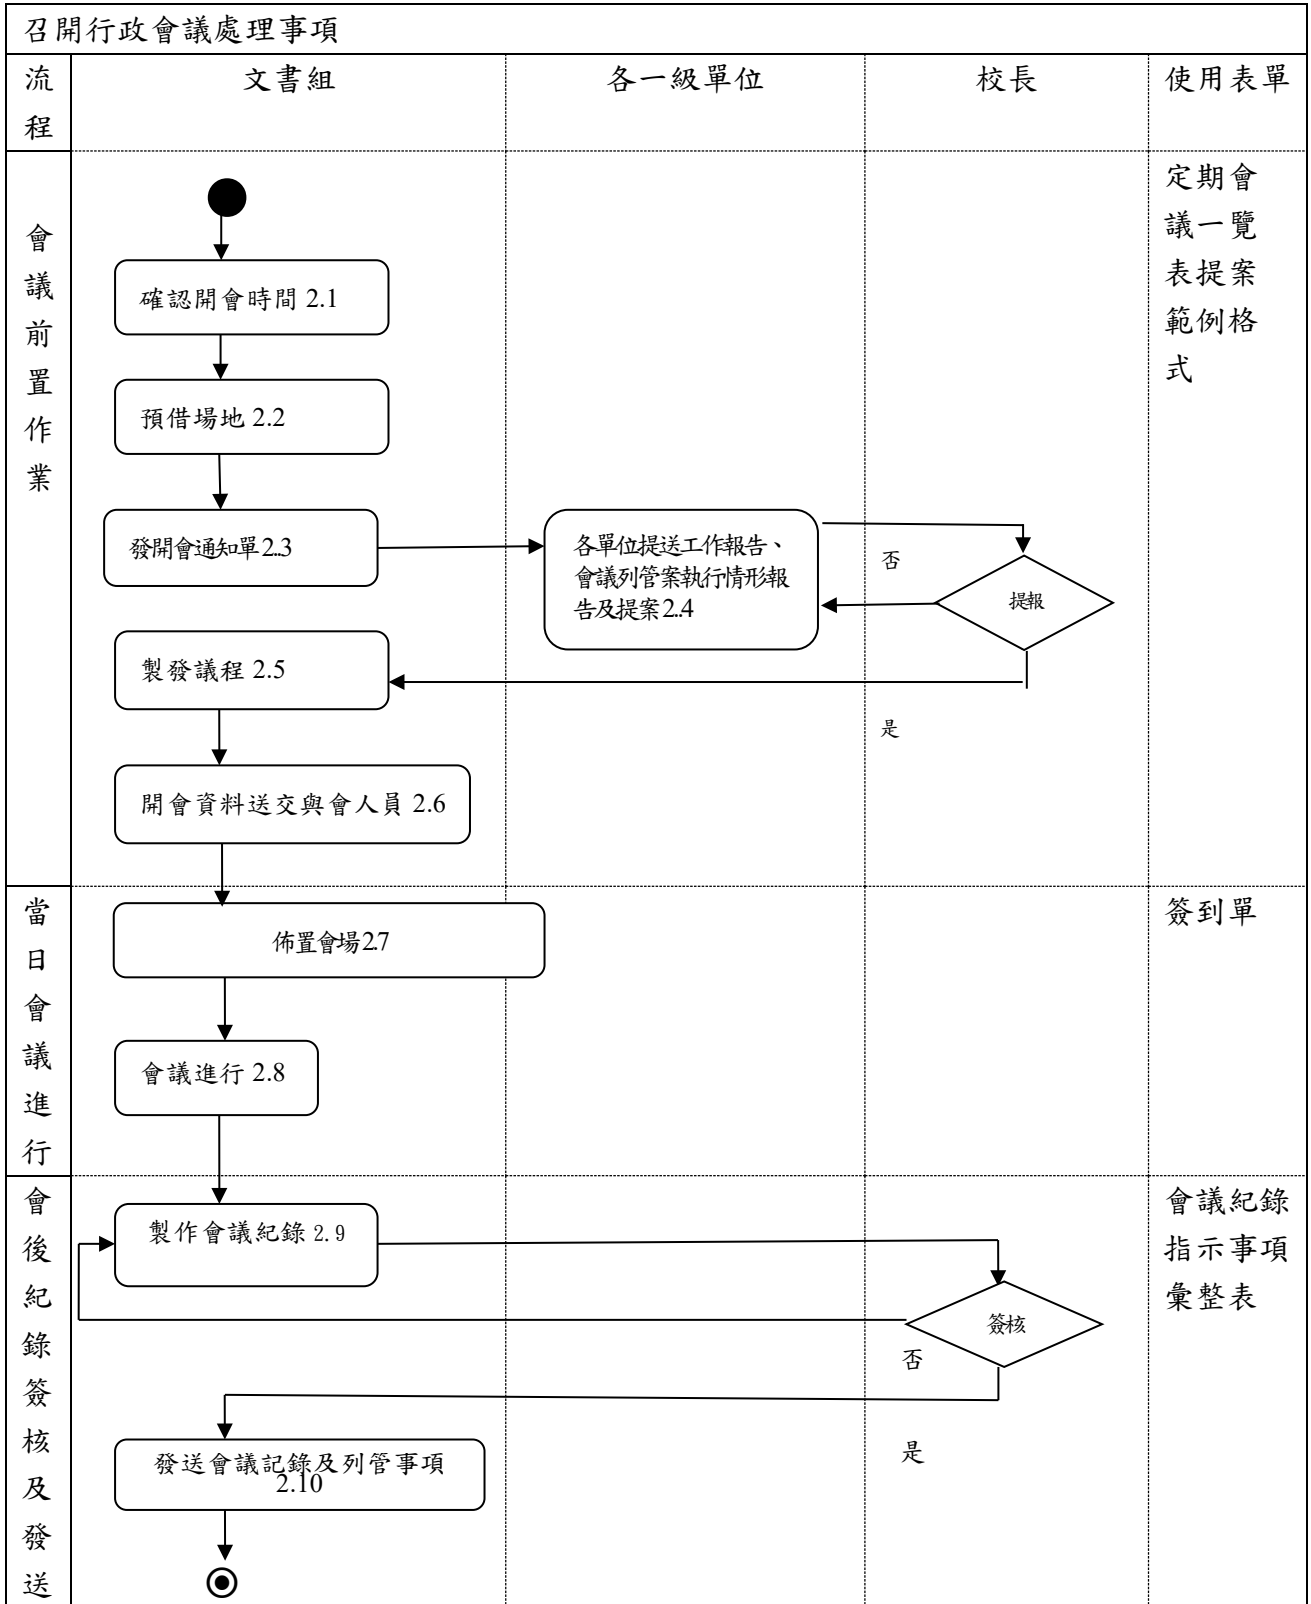 召開行政會議處理事項
流程
文書組
各一級單位
校長
使用表單
會議前置作業
確認開會時間 2.1
預借場地 2.2
發開會通知單2..3
各單位提送工作報告、
會議列管案執行情形報
告及提案2..4
否
提報
製發議程 2.5
是
開會資料送交與會人員 2.6
定期會
議一覽
表提案
範例格
式
當日會議進行
佈置會場2.7
會議進行 2.8
簽到單
會後紀錄簽核及發送
製作會議紀錄 2.9
簽核
否
是
發送會議記錄及列管事項
2.10
會議紀錄
指示事項
彙整表